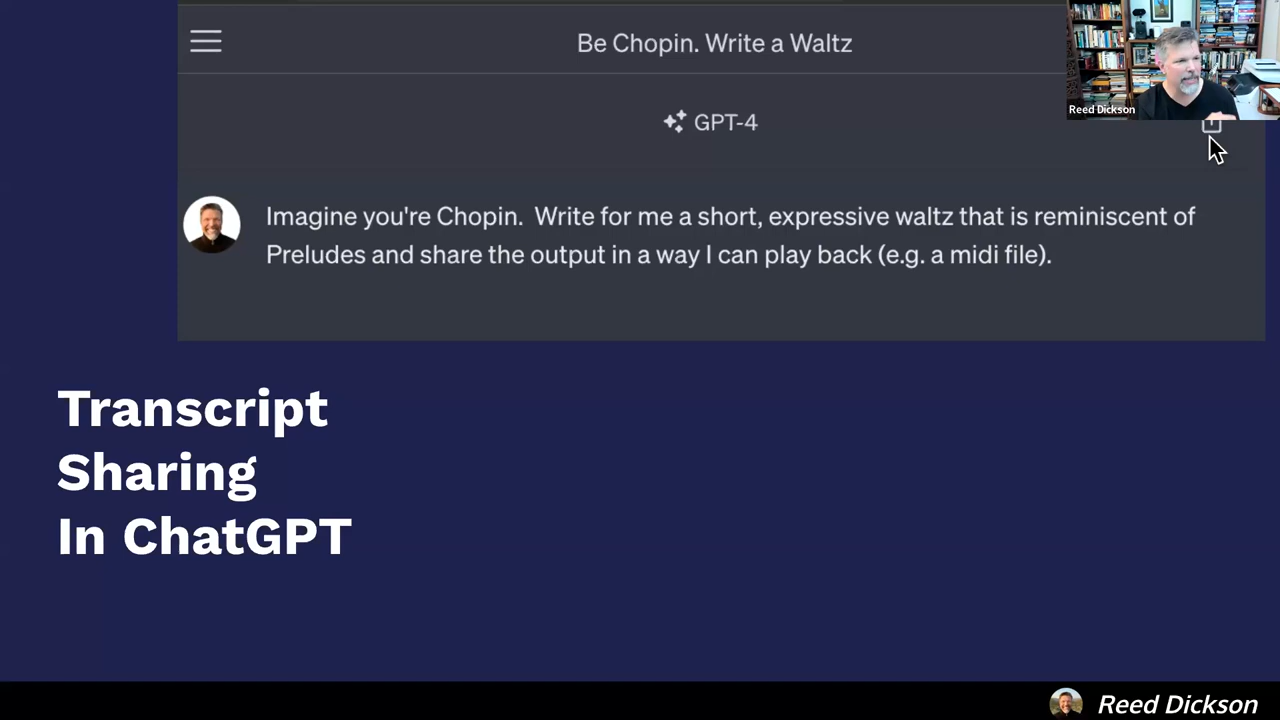 Be Chopin. Write a Waltz
Reed Dickson
GPT-4
Imagine you're Chopin.  Write for me a short, expressive waltz that is reminiscent of
Preludes and share the output in a way I can play back (e.g. a midi file).
Transcript
Sharing
In ChatGPT
Reed Dickson